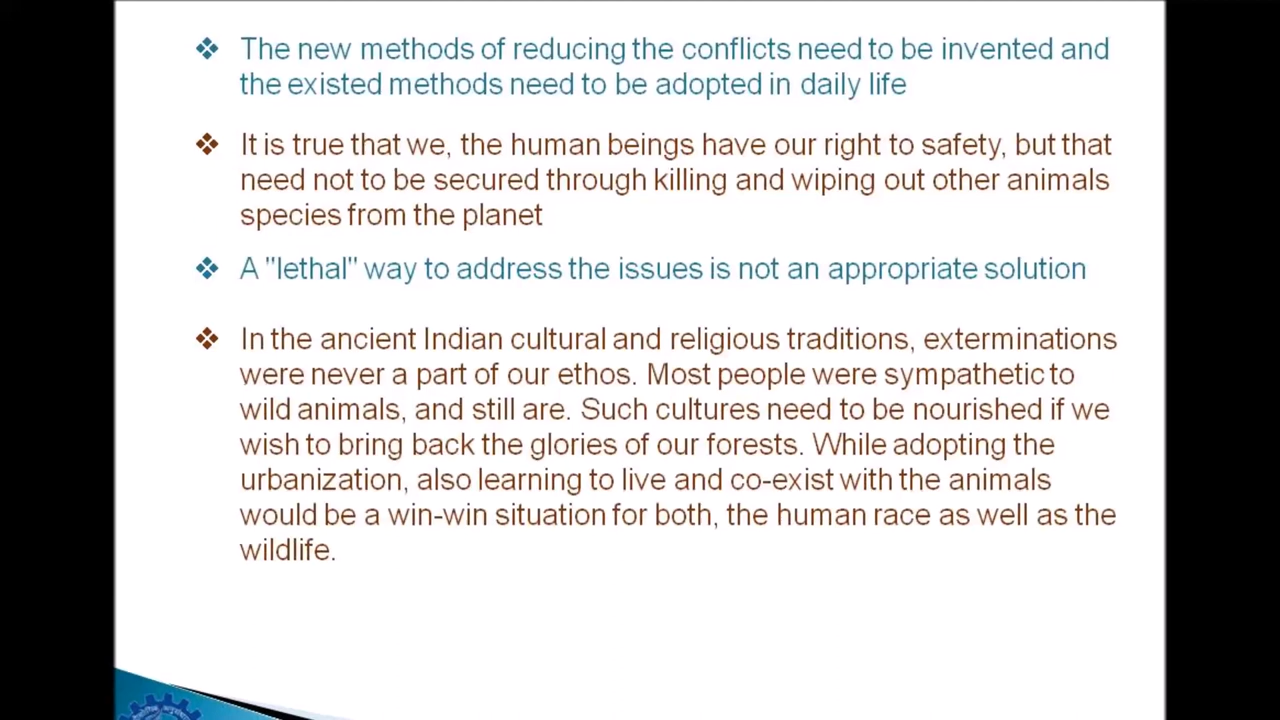 The new methods of reducing the conflicts need to be invented and
the existed methods need to be adopted in daily life
It is true that we, the human beings have our right to safety, but that
need not to be secured through killing and wiping out other animals
species from the planet
A "lethal" way to address the issues is not an appropriate solution
In the ancient Indian cultural and religious traditions, exterminations
were never a part of our ethos. Most people were sympathetic to
wild animals, and still are. Such cultures need to be nourished if we
wish to bring back the glories of our forests. While adopting the
urbanization, also learning to live and co-exist with the animals
would be a win-win situation for both, the human race as well as the
wildlife.